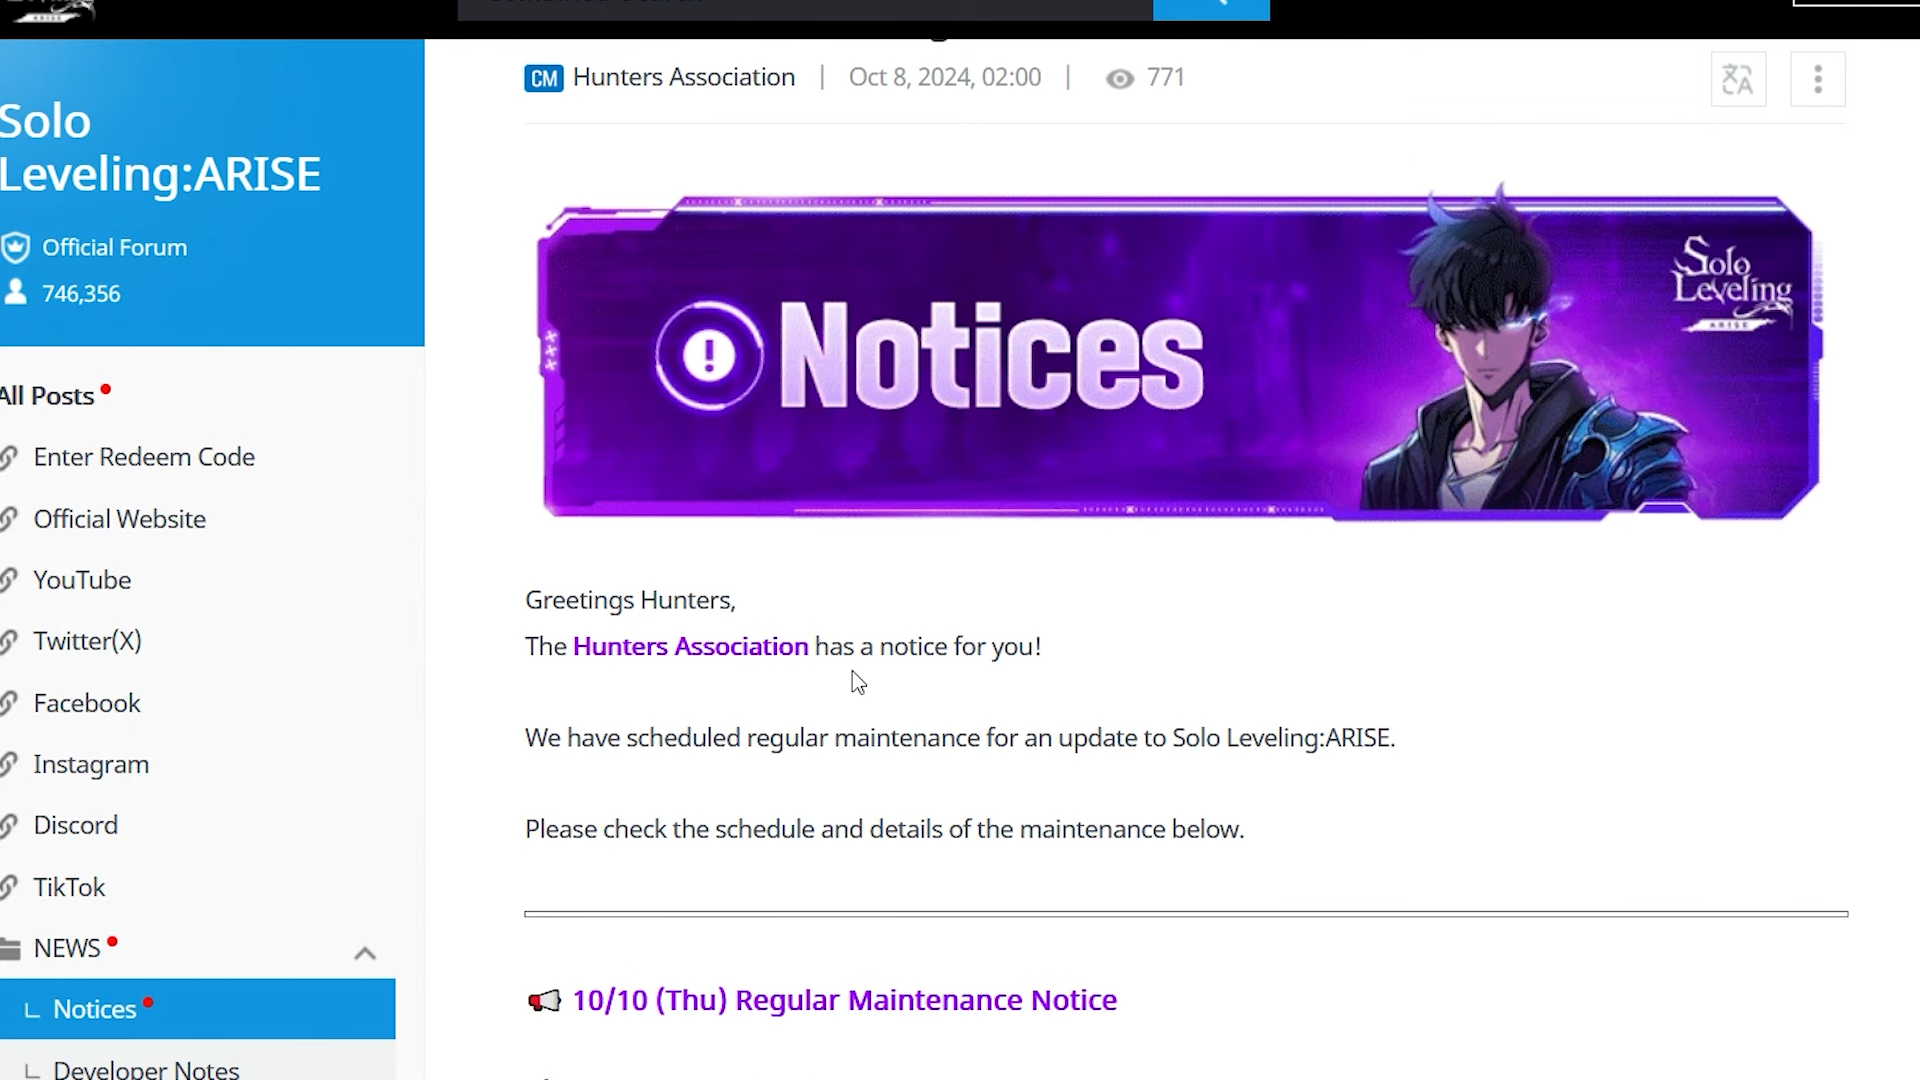 Solo
Leveling:ARISE
Official Forum
746,356
All Posts
Enter Redeem Code
Official Website
YouTube
Twitter(X)
Facebook
Instagram
Discord
TikTok
NEWS
Notices
Developer Notes
CM Hunters Association | Oct 8, 2024, 02:00 | 771
Notices
Solo
Leveling
ARISE
Greetings Hunters,
The Hunters Association has a notice for you!
We have scheduled regular maintenance for an update to Solo Leveling:ARISE.
Please check the schedule and details of the maintenance below.
10/10 (Thu) Regular Maintenance Notice